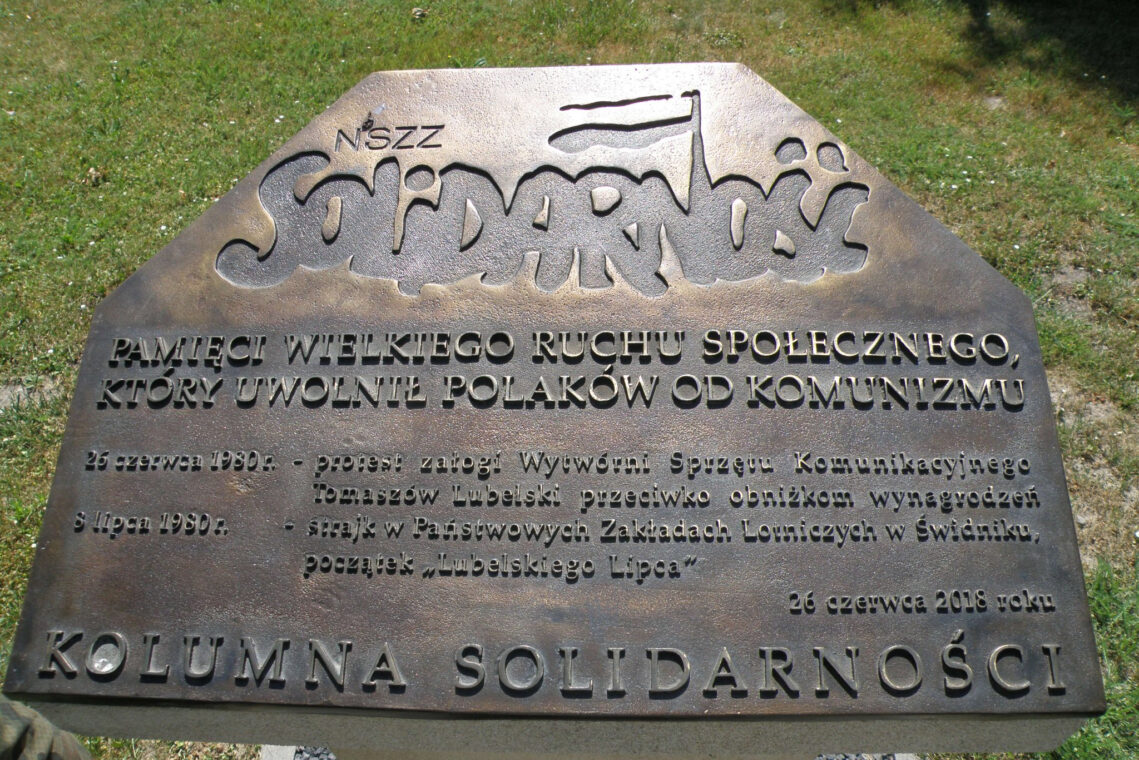 NSZZ
SOLIDARNOŚĆ
PAMIĘCI WIELKIEGO RUCHU SPOŁECZNEGO,
KTÓRY UWOLNIŁ POLAKÓW OD KOMUNIZMU
26 czerwca 1980 r. - protest załogi Wytwórni Sprzętu Komunikacyjnego
Tomaszów Lubelski przeciwko obniżkom wynagrodzeń
8 lipca 1980 r. - strajk w Państwowych Zakładach Lotniczych w Świdniku,
początek „Lubelskiego Lipca”
26 czerwca 2018 roku
KOLUMNA SOLIDARNOŚCI